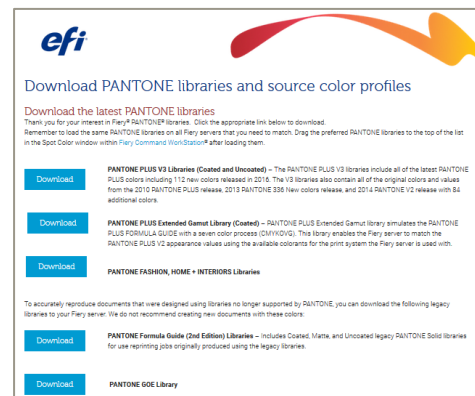 efi
Download PANTONE libraries and source color profiles
Download the latest PANTONE libraries
Thank you for your interest in Fiery® PANTONE® libraries. Click the appropriate link below to download.
Remember to load the same PANTONE libraries on all Fiery servers that you need to match. Drag the preferred PANTONE libraries to the top of the list
in the Spot Color window within Fiery Command WorkStation® after loading them.
Download
PANTONE PLUS V3 Libraries (Coated and Uncoated) – The PANTONE PLUS V3 libraries include all of the latest PANTONE
PLUS colors including 112 new colors released in 2016. The V3 libraries also contain all of the original colors and values
from the 2010 PANTONE PLUS release, 2013 PANTONE 336 New colors release, and 2014 PANTONE V2 release with 84
additional colors.
Download
PANTONE PLUS Extended Gamut Library (Coated) – PANTONE PLUS Extended Gamut library simulates the PANTONE
PLUS FORMULA GUIDE with a seven color process (CMYKOVG). This library enables the Fiery server to match the
PANTONE PLUS V2 appearance values using the available colorants for the print system the Fiery server is used with.
Download
PANTONE FASHION, HOME + INTERIORS Libraries
To accurately reproduce documents that were designed using libraries no longer supported by PANTONE, you can download the following legacy
libraries to your Fiery server. We do not recommend creating new documents with these colors:
Download
PANTONE Formula Guide (2nd Edition) Libraries – Includes Coated, Matte, and Uncoated legacy PANTONE Solid libraries
for use reprinting jobs originally produced using the legacy libraries.
Download
PANTONE GOE Library